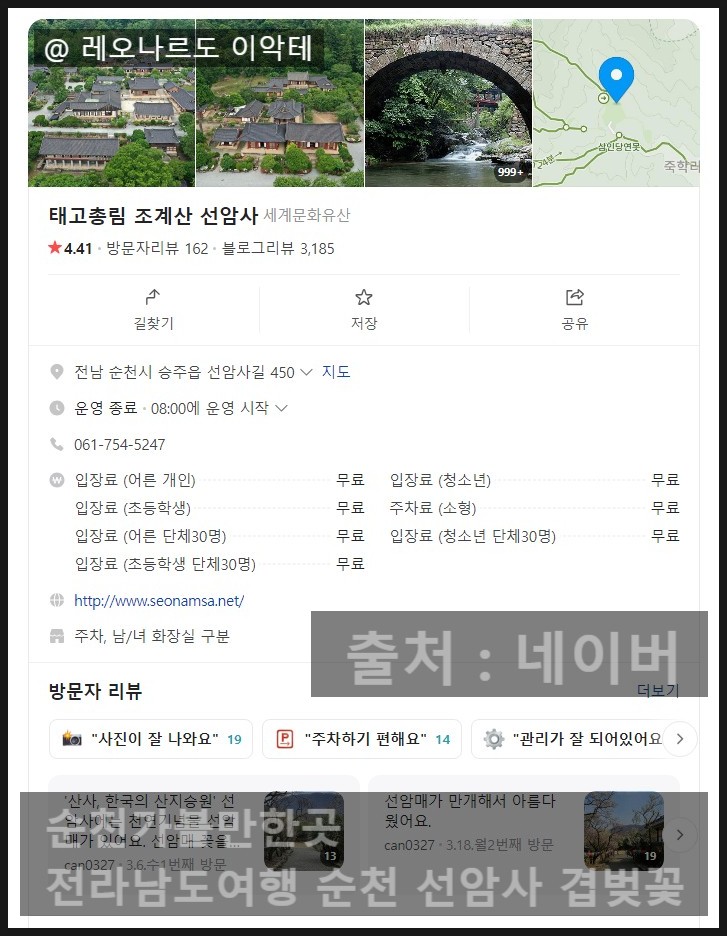 @ 레오나르도 이악테
999+
삼인당연못
24분
죽학리
태고총림 조계산 선암사 세계문화유산
★4.41 · 방문자리뷰 162 · 블로그리뷰 3,185
길찾기 저장 공유
전남 순천시 승주읍 선암사길 450 지도
운영 종료 · 08:00에 운영 시작
061-754-5247
입장료 (어른 개인) 무료 입장료 (청소년) 무료
입장료 (초등학생) 무료 주차료 (소형) 무료
입장료 (어른 단체30명) 무료 입장료 (청소년 단체30명) 무료
입장료 (초등학생 단체30명) 무료
http://www.seonamsa.net/
주차, 남/녀 화장실 구분
출처 : 네이버
방문자 리뷰 더보기
"사진이 잘 나와요" 19 "주차하기 편해요" 14 "관리가 잘 되어있어요
'산사, 한국의 산지승원' 선
암사에는 천연기념물 선암
매가 있어요. 선암매 꽃을...
can0327 · 3.6.수1번째 방문
13
선암매가 만개해서 아름다
웠어요.
can0327 · 3.18.월2번째 방문
19
순천가볼만한곳
전라남도여행 순천 선암사 겹벚꽃